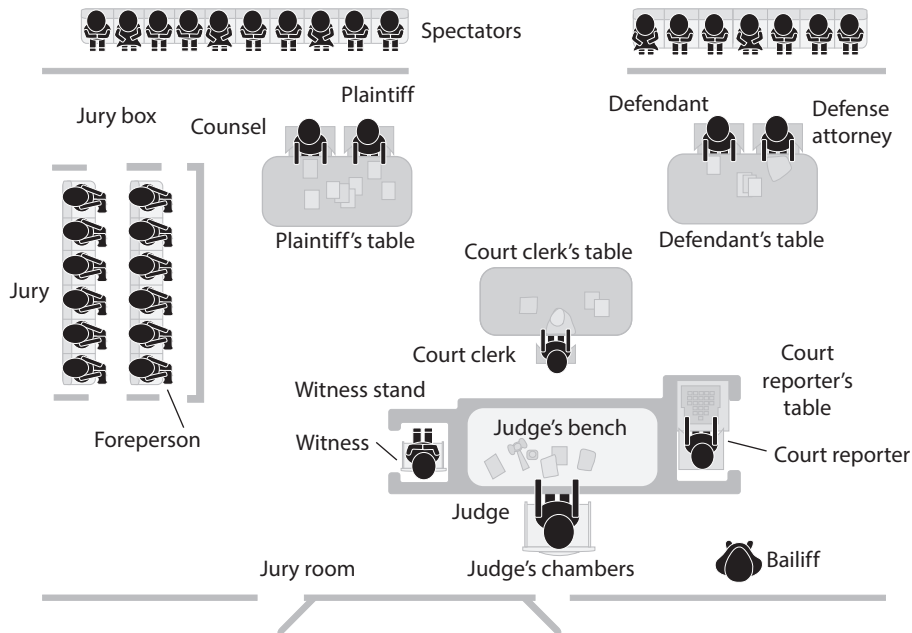 Spectators
Plaintiff
Defendant
Jury box
Counsel
Defense
attorney
Plaintiff's table
Defendant's table
Court clerk's table
Jury
Court clerk
Court
reporter's
table
Witness stand
Foreperson
Witness
Judge's bench
Court reporter
Judge
Bailiff
Jury room
Judge's chambers